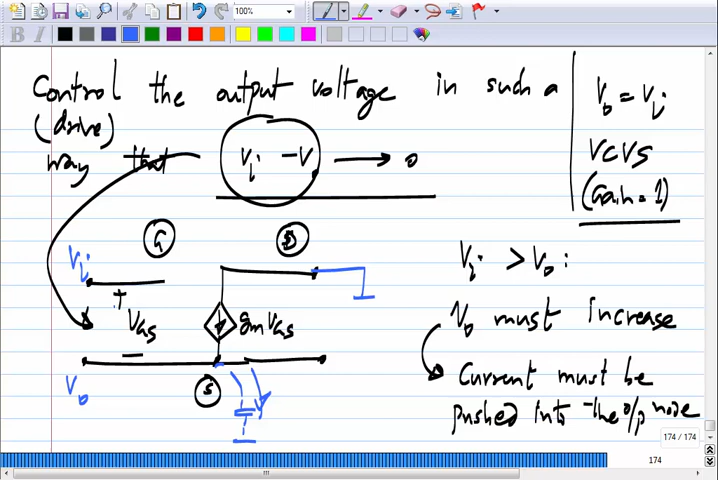 100%
B I
Control the output voltage in such a
(drive)
way that Vi - Vo → 0
Vo = Vi
VCVS
(Gain = 1)
G
D
Vi
+
VGS
gmVGS
Vo
S
Vi > Vo :
Vo must increase
Current must be
pushed into the o/p node
174 / 174
174